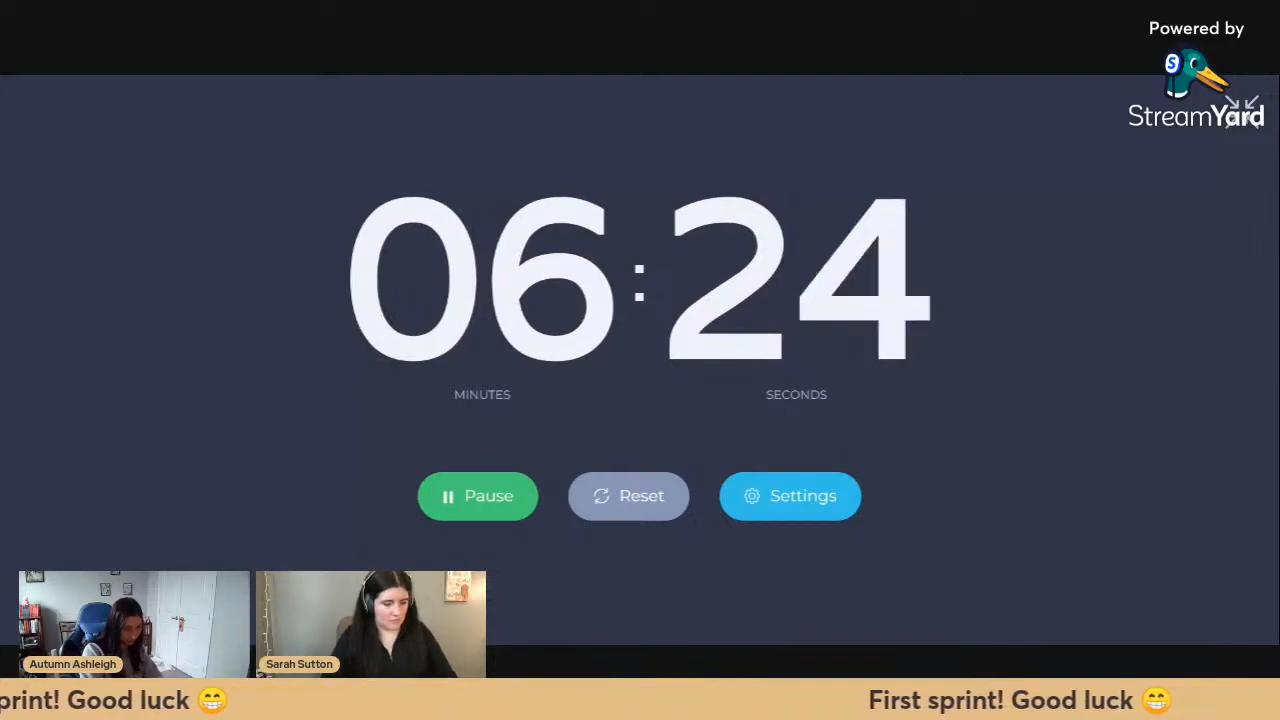 Powered by
S
StreamYard
06:24
MINUTES
SECONDS
Pause
Reset
Settings
Autumn Ashleigh
Sarah Sutton
print! Good luck 😁
First sprint! Good luck 😁